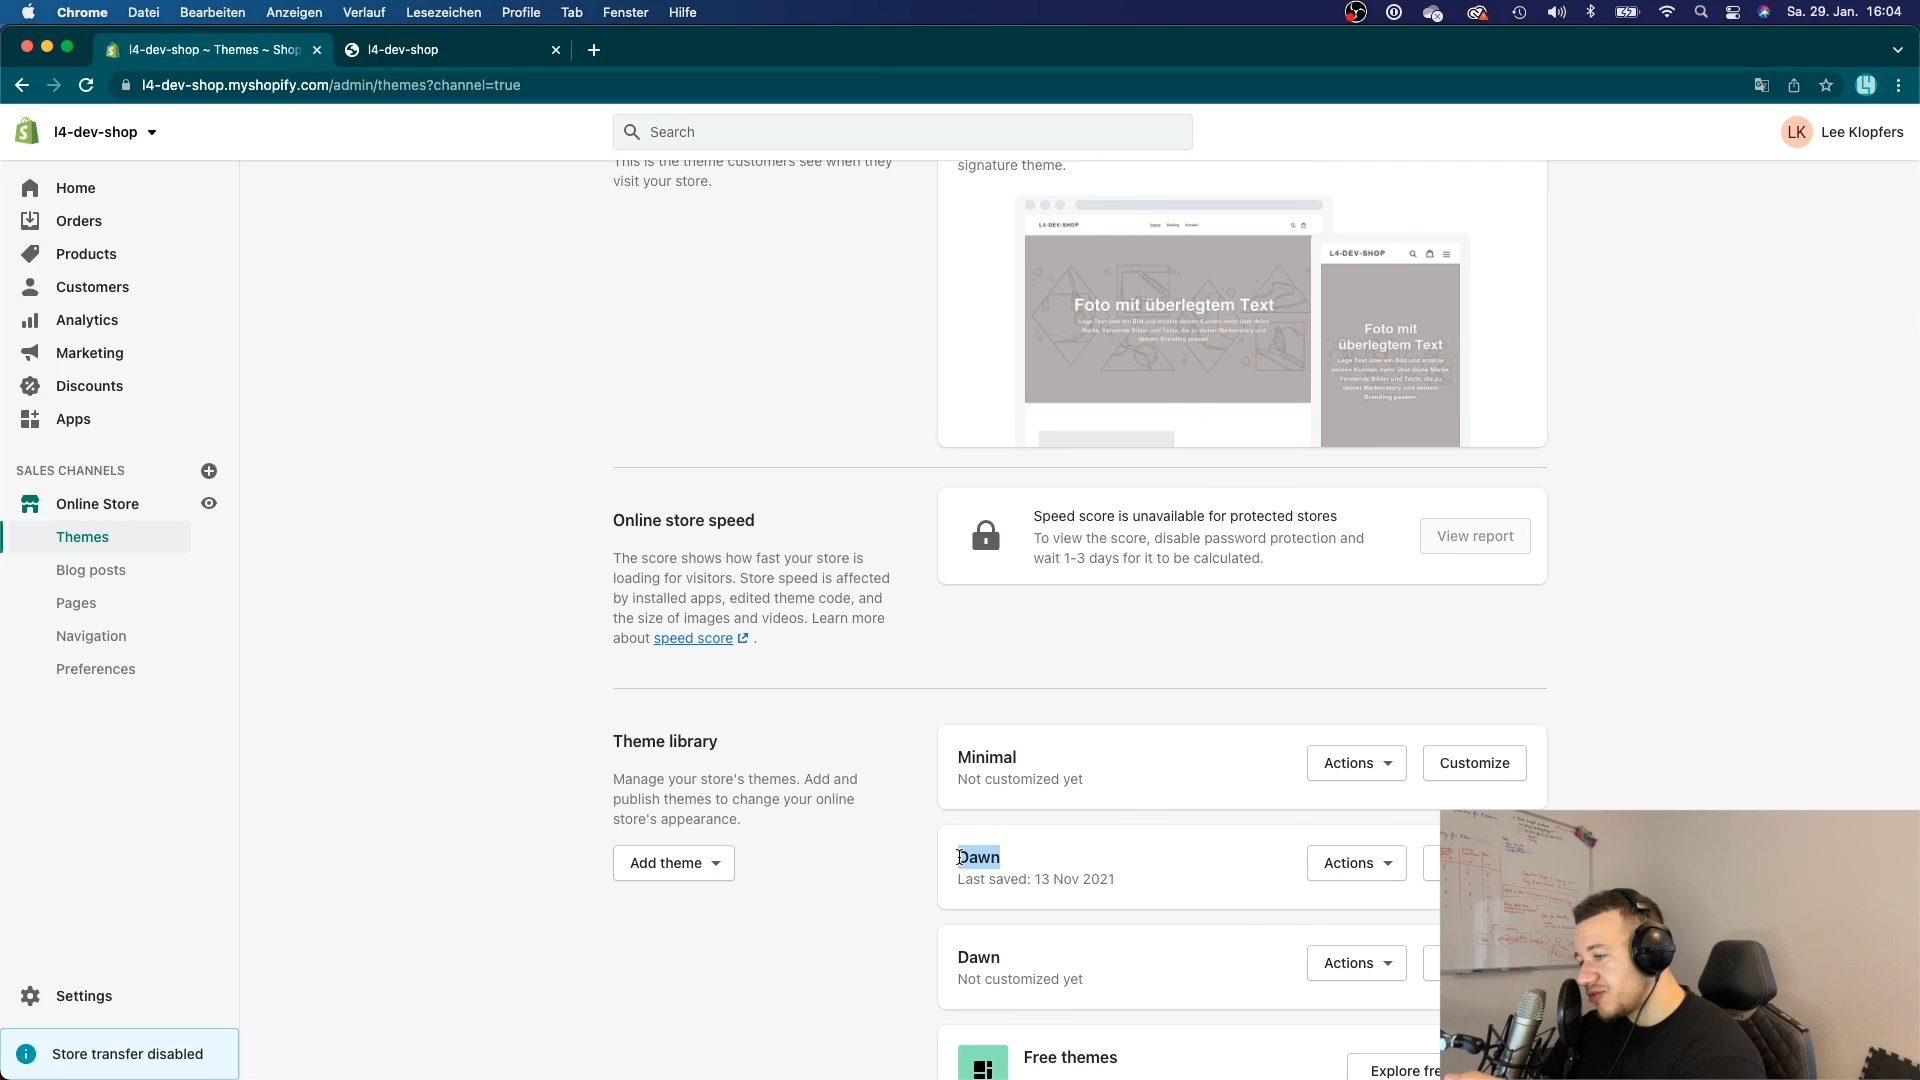 Chrome Datei Bearbeiten Anzeigen Verlauf Lesezeichen Profile Tab Fenster Hilfe Sa. 29. Jan. 16:04
l4-dev-shop ~ Themes ~ Shop l4-dev-shop
l4-dev-shop.myshopify.com/admin/themes?channel=true
l4-dev-shop Search LK Lee Klopfers
Home
Orders
Products
Customers
Analytics
Marketing
Discounts
Apps
SALES CHANNELS
Online Store
Themes
Blog posts
Pages
Navigation
Preferences
Settings
Store transfer disabled
This is the theme customers see when they
visit your store.
signature theme.
L4-DEV-SHOP Home Katalog Kontakt
Foto mit überlegtem Text
Lege Text über ein Bild und erzähle deinen Kunden mehr über deine
Marke. Verwende Bilder und Texte, die zu deiner Markenstory und
deinem Branding passen.
L4-DEV-SHOP
Foto mit
überlegtem Text
Lege Text über ein Bild und erzähle
deinen Kunden mehr über deine Marke.
Verwende Bilder und Texte, die zu
deiner Markenstory und deinem
Branding passen.
Online store speed
The score shows how fast your store is
loading for visitors. Store speed is affected
by installed apps, edited theme code, and
the size of images and videos. Learn more
about speed score .
Speed score is unavailable for protected stores
To view the score, disable password protection and
wait 1-3 days for it to be calculated.
View report
Theme library
Manage your store's themes. Add and
publish themes to change your online
store's appearance.
Add theme
Minimal
Not customized yet
Actions Customize
Dawn
Last saved: 13 Nov 2021
Actions
Dawn
Not customized yet
Actions
Free themes
Explore fre